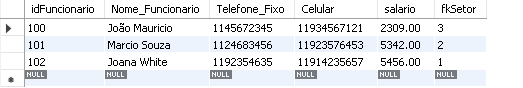 idFuncionario Nome_Funcionario Telefone_Fixo Celular salario fkSetor
100 João Mauricio 1145672345 11934567121 2309.00 3
101 Marcio Souza 1124683456 11923576453 5342.00 2
102 Joana White 1192354635 11914235657 5456.00 1
NULL NULL NULL NULL NULL NULL